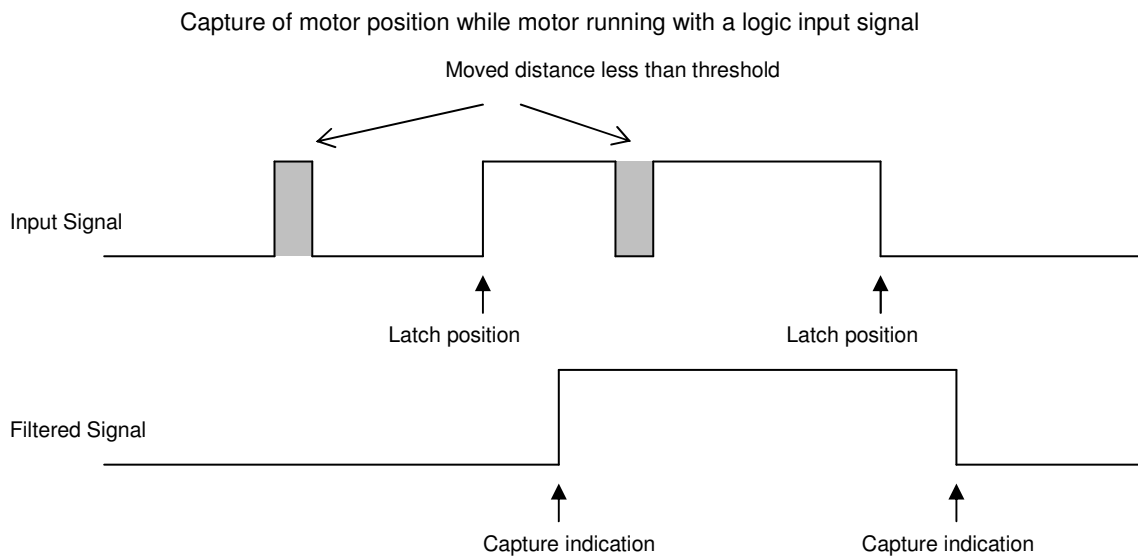 Capture of motor position while motor running with a logic input signal
Moved distance less than threshold
Input Signal
Latch position
Latch position
Filtered Signal
Capture indication
Capture indication